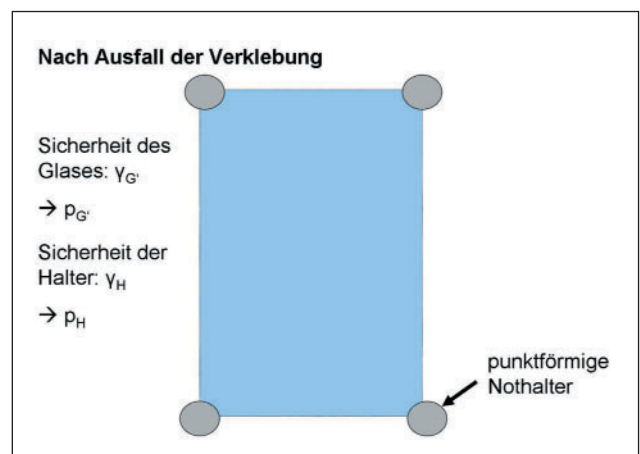 Nach Ausfall der Verklebung
Sicherheit des
Glases: γG'
→ pG'
Sicherheit der
Halter: γH
→ pH
punktförmige
Nothalter